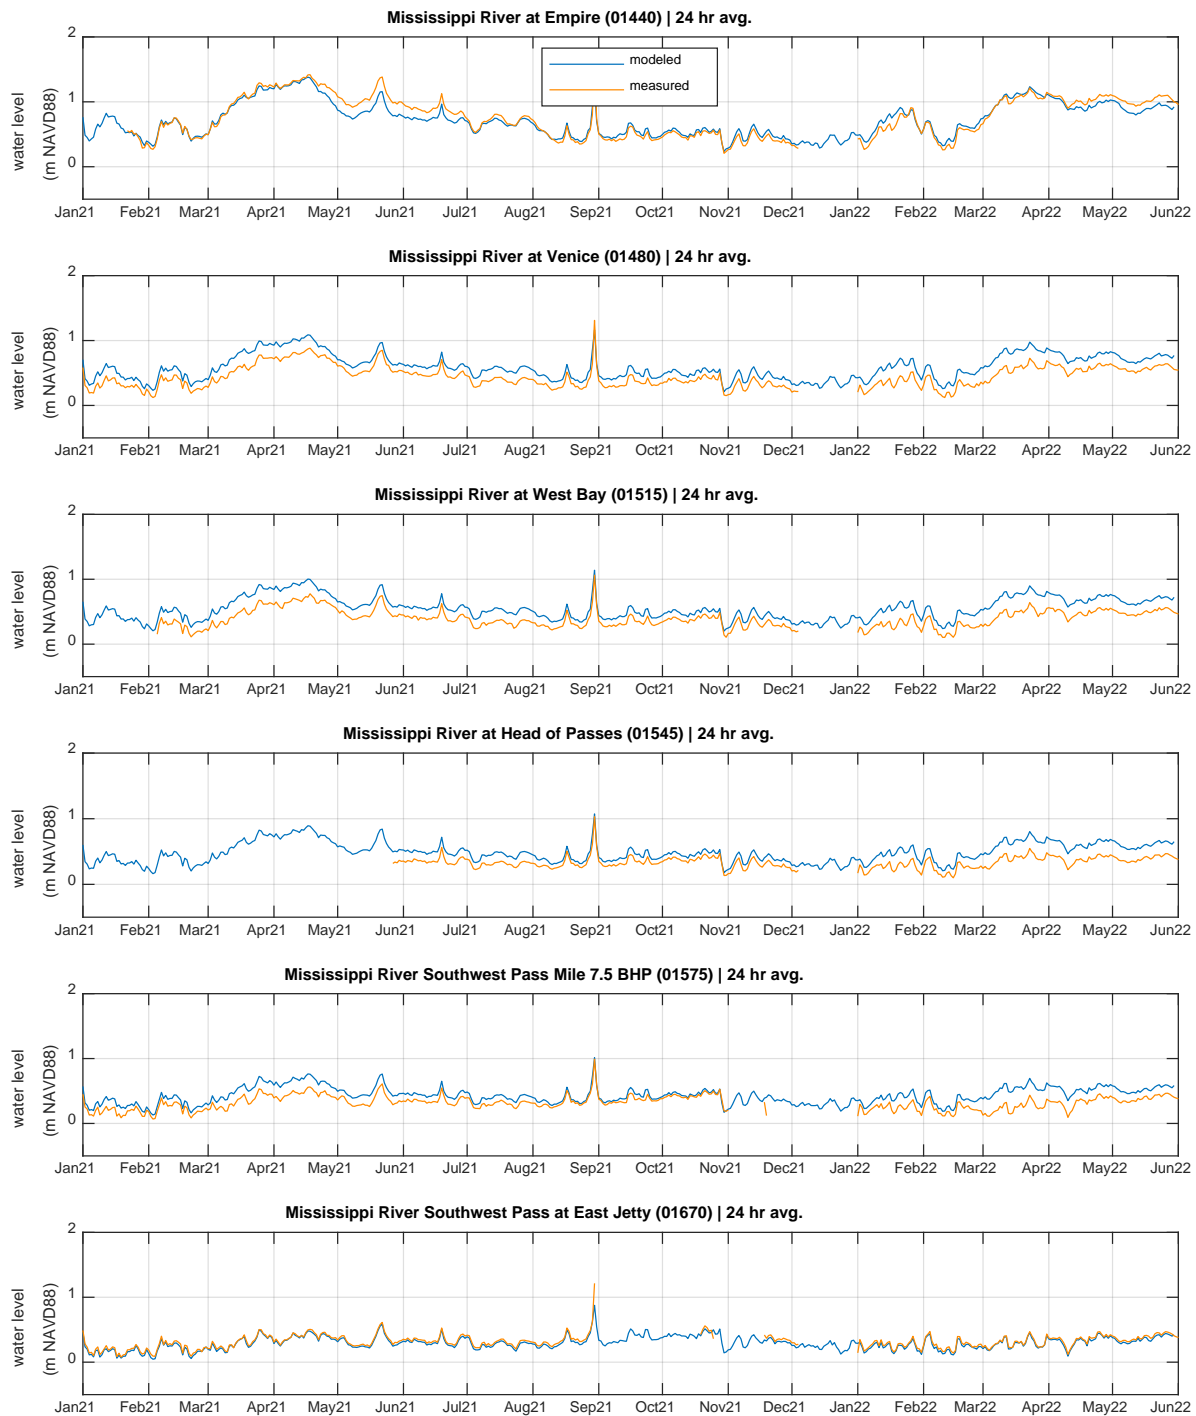 Mississippi River at Empire (01440) | 24 hr avg.
water level
(m NAVD88)
2
1
0
modeled
measured
Jan21 Feb21 Mar21 Apr21 May21 Jun21 Jul21 Aug21 Sep21 Oct21 Nov21 Dec21 Jan22 Feb22 Mar22 Apr22 May22 Jun22
Mississippi River at Venice (01480) | 24 hr avg.
water level
(m NAVD88)
2
1
0
Jan21 Feb21 Mar21 Apr21 May21 Jun21 Jul21 Aug21 Sep21 Oct21 Nov21 Dec21 Jan22 Feb22 Mar22 Apr22 May22 Jun22
Mississippi River at West Bay (01515) | 24 hr avg.
water level
(m NAVD88)
2
1
0
Jan21 Feb21 Mar21 Apr21 May21 Jun21 Jul21 Aug21 Sep21 Oct21 Nov21 Dec21 Jan22 Feb22 Mar22 Apr22 May22 Jun22
Mississippi River at Head of Passes (01545) | 24 hr avg.
water level
(m NAVD88)
2
1
0
Jan21 Feb21 Mar21 Apr21 May21 Jun21 Jul21 Aug21 Sep21 Oct21 Nov21 Dec21 Jan22 Feb22 Mar22 Apr22 May22 Jun22
Mississippi River Southwest Pass Mile 7.5 BHP (01575) | 24 hr avg.
water level
(m NAVD88)
2
1
0
Jan21 Feb21 Mar21 Apr21 May21 Jun21 Jul21 Aug21 Sep21 Oct21 Nov21 Dec21 Jan22 Feb22 Mar22 Apr22 May22 Jun22
Mississippi River Southwest Pass at East Jetty (01670) | 24 hr avg.
water level
(m NAVD88)
2
1
0
Jan21 Feb21 Mar21 Apr21 May21 Jun21 Jul21 Aug21 Sep21 Oct21 Nov21 Dec21 Jan22 Feb22 Mar22 Apr22 May22 Jun22